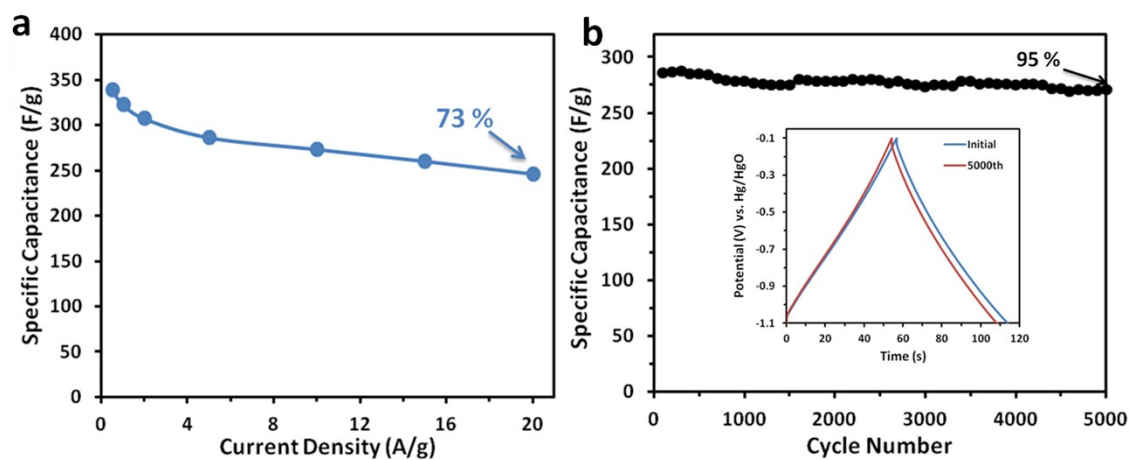 a
400
350
300
250
200
150
100
50
0
Specific Capacitance (F/g)
73 %
0 4 8 12 16 20
Current Density (A/g)
b
300
250
200
150
100
50
0
Specific Capacitance (F/g)
95 %
0 1000 2000 3000 4000 5000
Cycle Number
-0.1
-0.3
-0.5
-0.7
-0.9
-1.1
Potential (V) vs. Hg/HgO
Initial
5000th
0 20 40 60 80 100 120
Time (s)